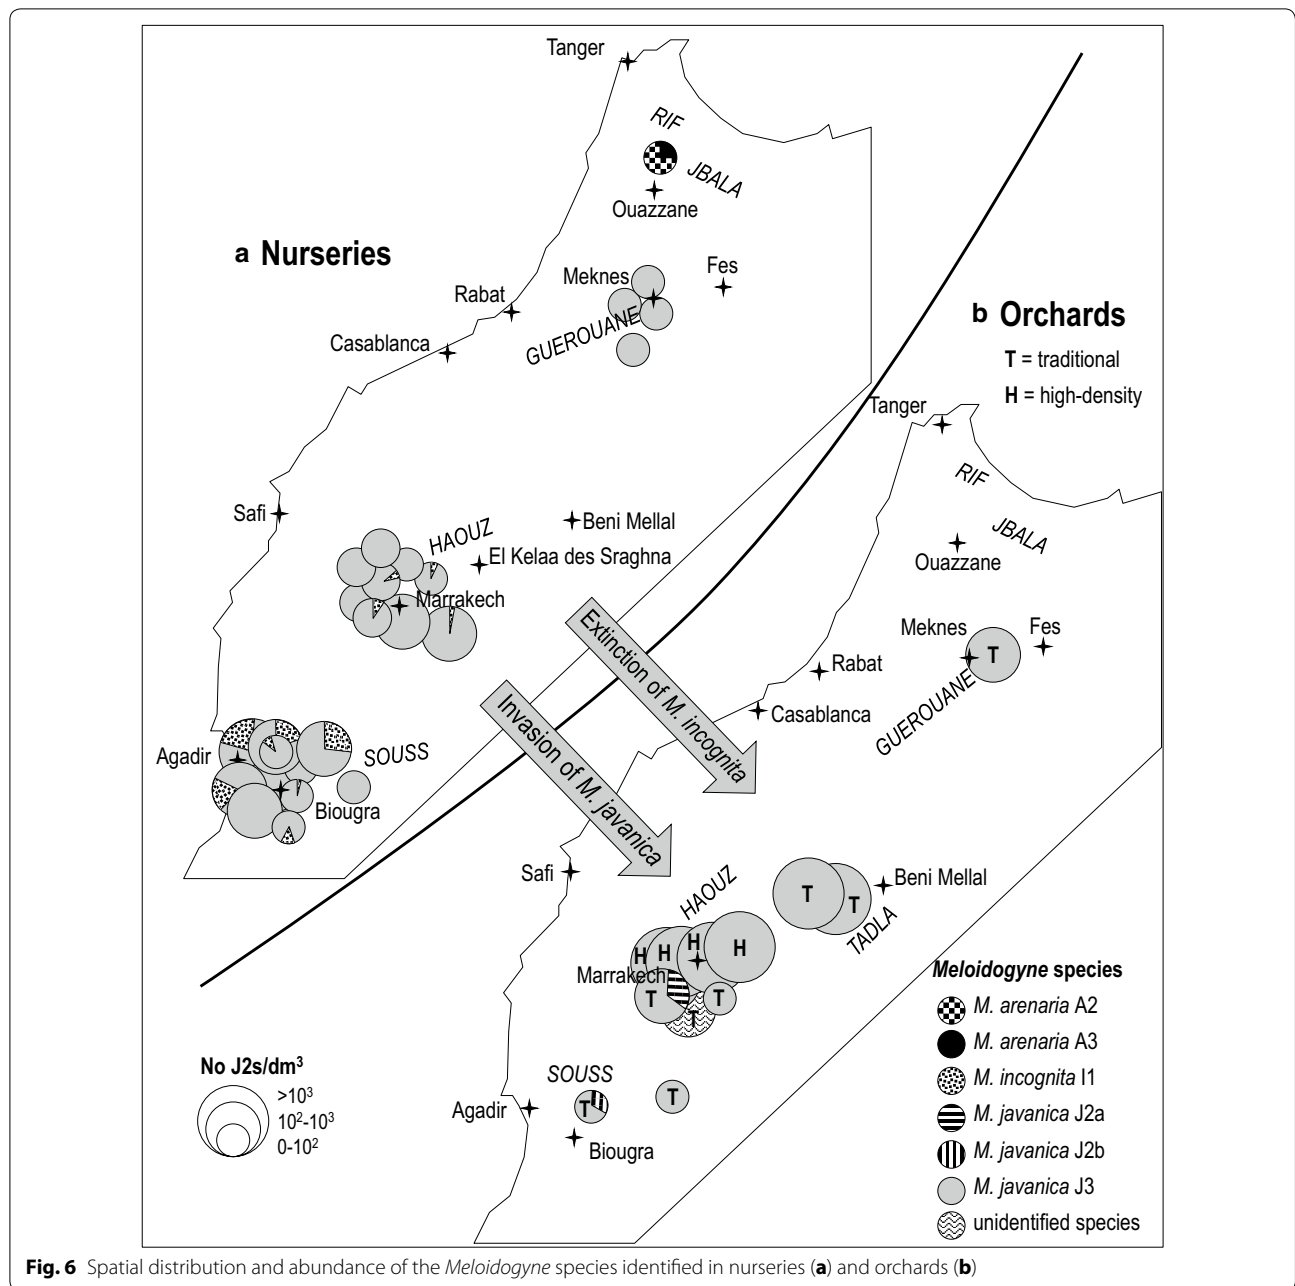 Tanger
RIF
JBALA
Ouazzane
a Nurseries
Meknes
Fes
Rabat
GUEROUANE
Casablanca
Safi
HAOUZ
Beni Mellal
El Kelaa des Sraghna
Marrakech
Agadir
SOUSS
Biougra
Extinction of M. incognita
Invasion of M. javanica
b Orchards
T = traditional
H = high-density
Tanger
RIF
JBALA
Ouazzane
Meknes
Fes
T
Rabat
GUEROUANE
Casablanca
Safi
HAOUZ
T
T
Beni Mellal
TADLA
H
H
H
H
Marrakech
T
T
T
SOUSS
T
T
Agadir
Biougra
No J2s/dm³
>10³
10²-10³
0-10²
Meloidogyne species
M. arenaria A2
M. arenaria A3
M. incognita I1
M. javanica J2a
M. javanica J2b
M. javanica J3
unidentified species
Fig. 6 Spatial distribution and abundance of the Meloidogyne species identified in nurseries (a) and orchards (b)